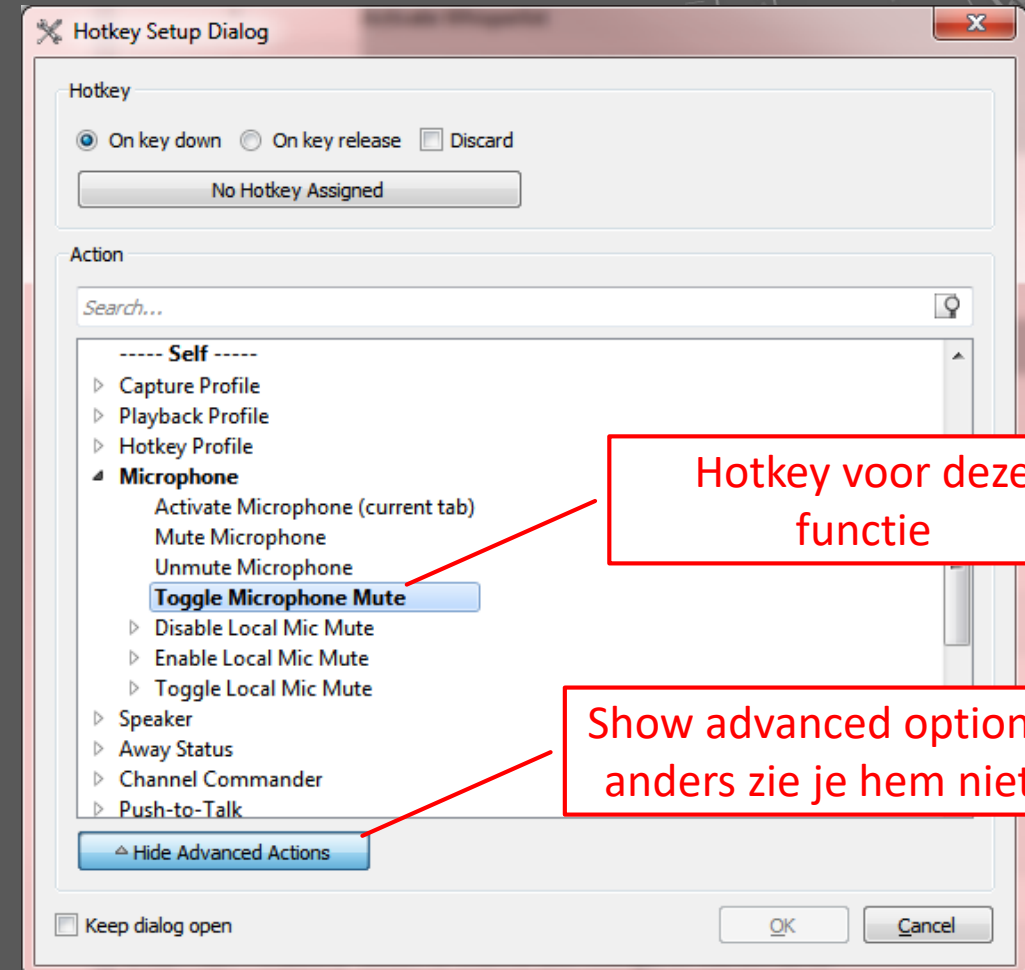 Hotkey Setup Dialog
Hotkey
On key down On key release Discard
No Hotkey Assigned
Action
Search...
----- Self -----
Capture Profile
Playback Profile
Hotkey Profile
Microphone
Activate Microphone (current tab)
Mute Microphone
Unmute Microphone
Toggle Microphone Mute
Disable Local Mic Mute
Enable Local Mic Mute
Toggle Local Mic Mute
Speaker
Away Status
Channel Commander
Push-to-Talk
Hotkey voor deze
functie
Show advanced option
anders zie je hem niet
Hide Advanced Actions
Keep dialog open
OK Cancel